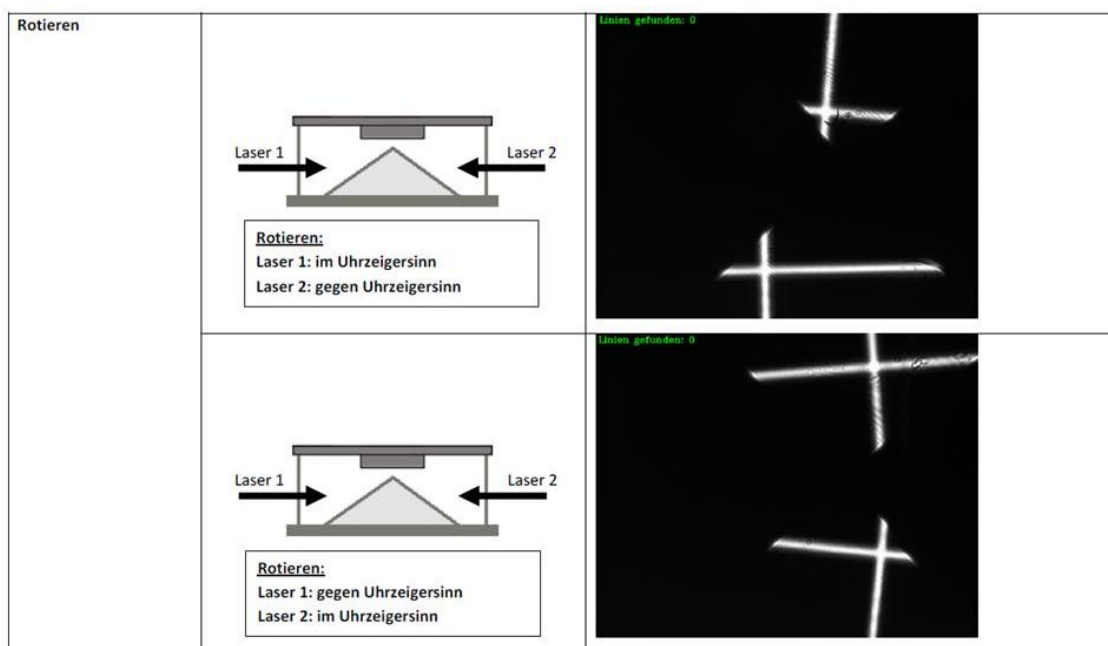 Rotieren
Laser 1
Laser 2
Rotieren:
Laser 1: im Uhrzeigersinn
Laser 2: gegen Uhrzeigersinn
Linien gefunden: 0
Laser 1
Laser 2
Rotieren:
Laser 1: gegen Uhrzeigersinn
Laser 2: im Uhrzeigersinn
Linien gefunden: 0